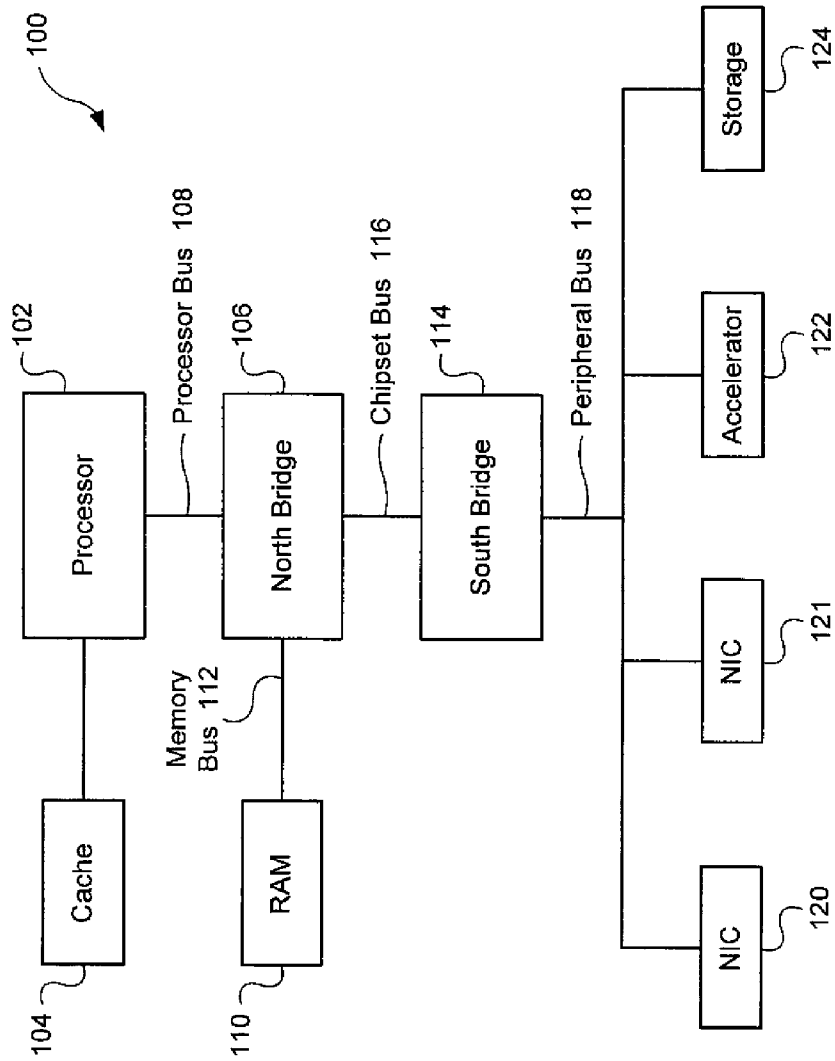 100
102
Processor
Cache
104
Processor Bus 108
106
North Bridge
Memory
Bus 112
RAM
110
Chipset Bus 116
114
South Bridge
Peripheral Bus 118
NIC
120
NIC
121
Accelerator
122
Storage
124